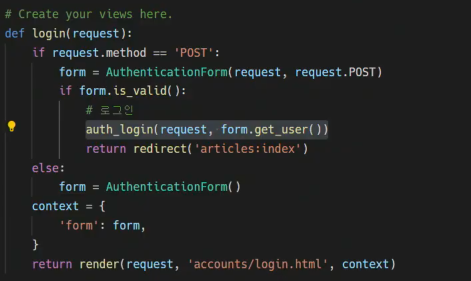 # Create your views here.
def login(request):
    if request.method == 'POST':
        form = AuthenticationForm(request, request.POST)
        if form.is_valid():
            # 로그인
            auth_login(request, form.get_user())
            return redirect('articles:index')
    else:
        form = AuthenticationForm()
    context = {
        'form': form,
    }
    return render(request, 'accounts/login.html', context)